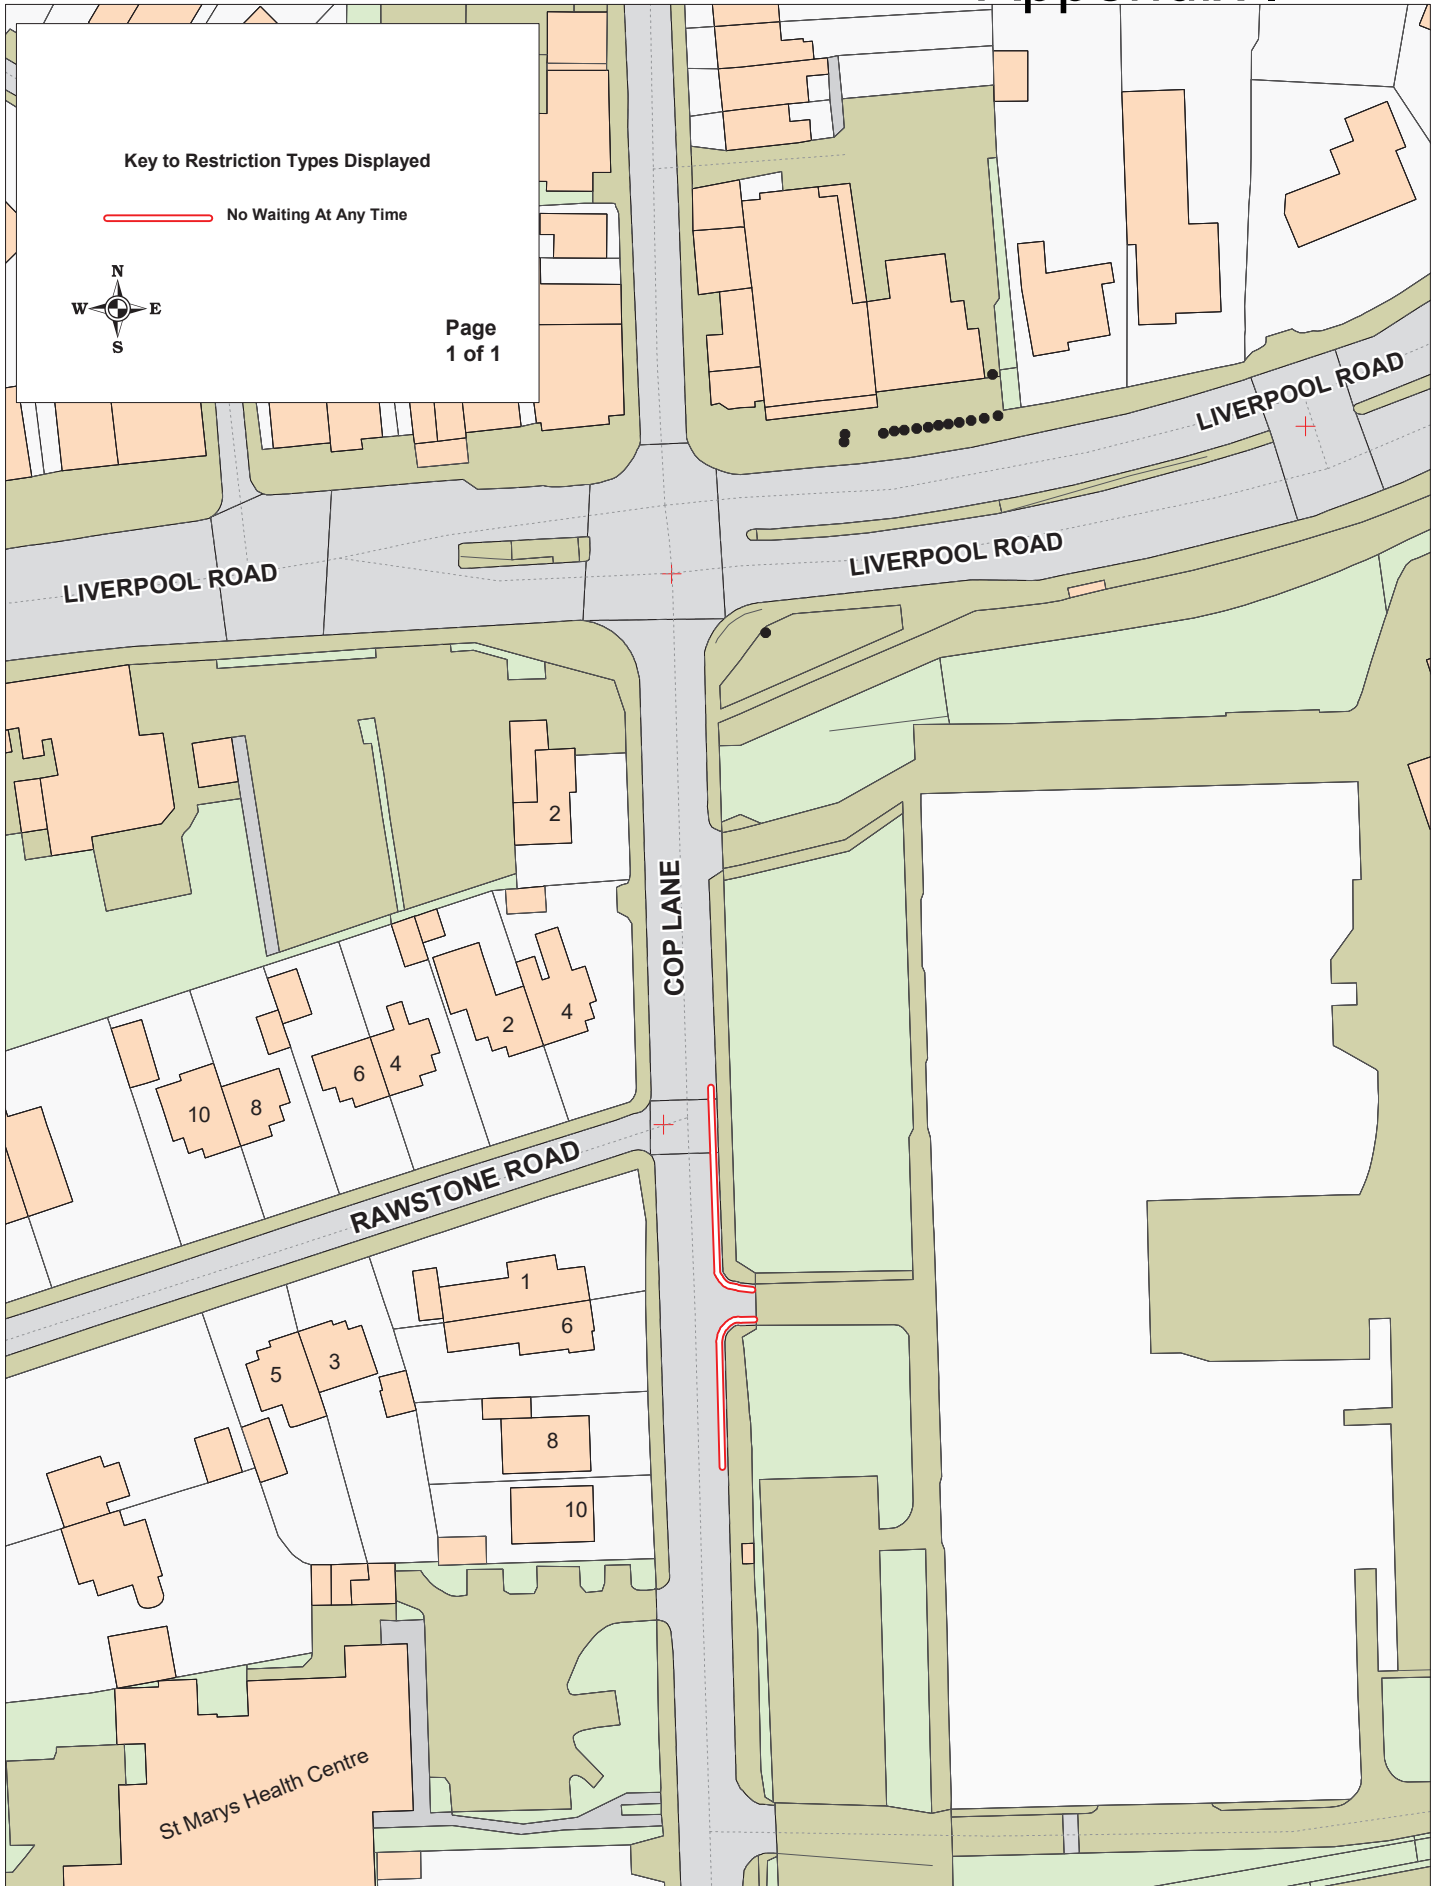 Key to Restriction Types Displayed
No Waiting At Any Time
N
W E
S
Page
1 of 1
LIVERPOOL ROAD
LIVERPOOL ROAD
LIVERPOOL ROAD
2
COP LANE
2
4
6
4
10
8
RAWSTONE ROAD
1
6
5
3
8
10
St Marys Health Centre